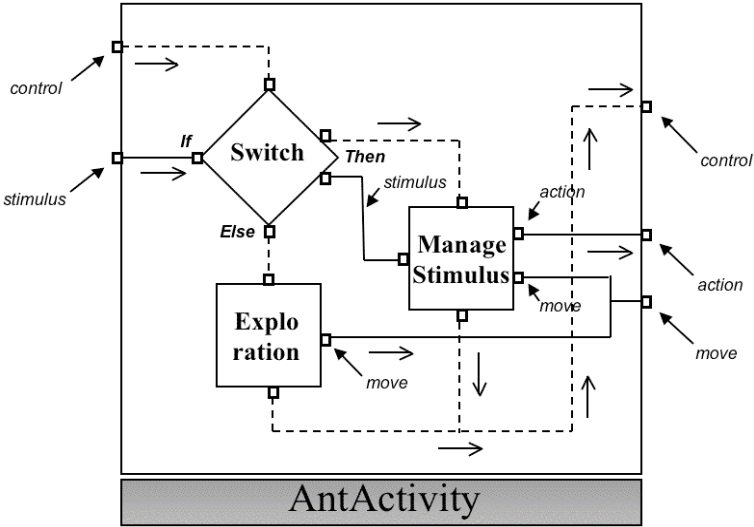 control
If
Switch
Then
stimulus
stimulus
control
action
Else
Manage
Stimulus
action
move
Explo
ration
move
move
AntActivity